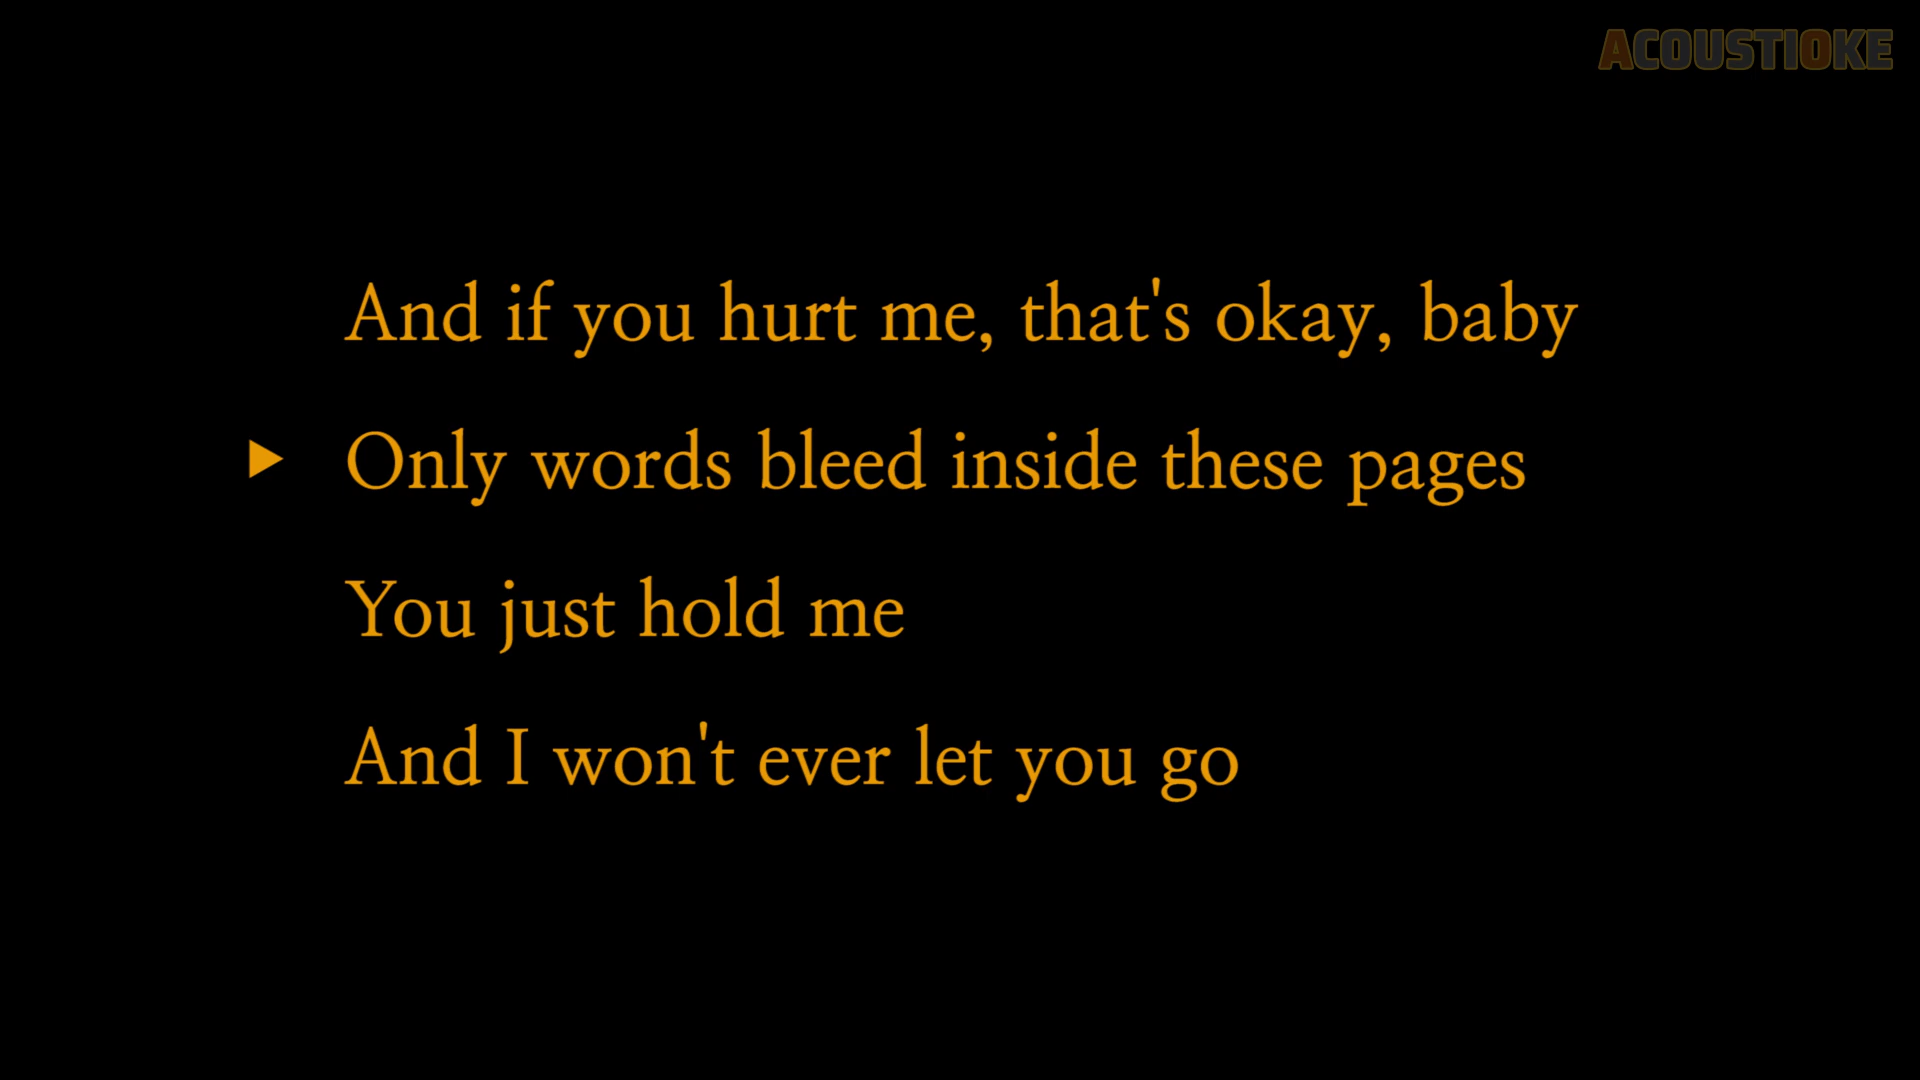 ACOUSTIOKE
And if you hurt me, that's okay, baby
Only words bleed inside these pages
You just hold me
And I won't ever let you go